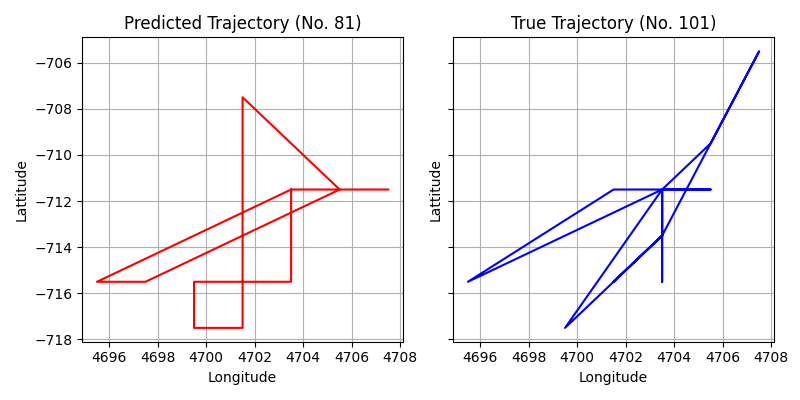 Predicted Trajectory (No. 81)
True Trajectory (No. 101)
−706
−708
−710
−712
−714
−716
−718
Lattitude
Lattitude
4696 4698 4700 4702 4704 4706 4708
4696 4698 4700 4702 4704 4706 4708
Longitude
Longitude